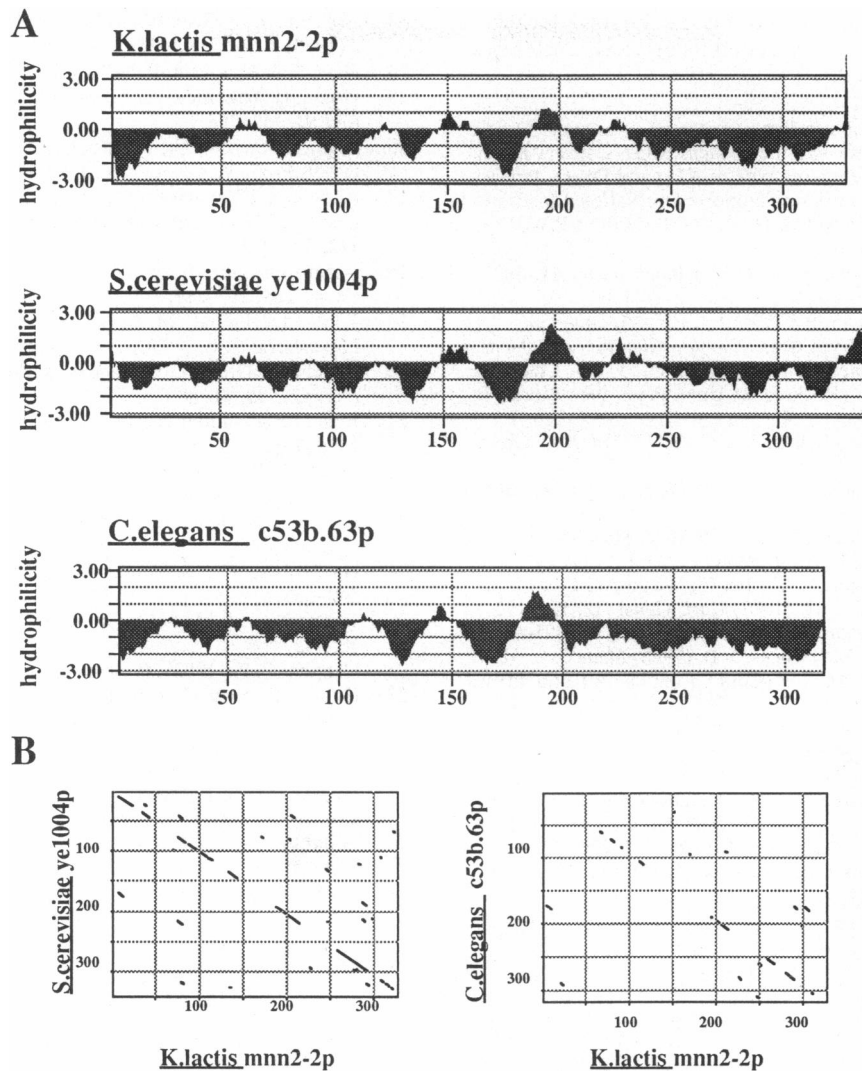 A
K.lactis mnn2-2p
hydrophilicity
3.00
0.00
-3.00
50 100 150 200 250 300
S.cerevisiae ye1004p
hydrophilicity
3.00
0.00
-3.00
50 100 150 200 250 300
C.elegans c53b.63p
hydrophilicity
3.00
0.00
-3.00
50 100 150 200 250 300
B
S.cerevisiae ye1004p
100
200
300
100 200 300
K.lactis mnn2-2p
C.elegans c53b.63p
100
200
300
100 200 300
K.lactis mnn2-2p